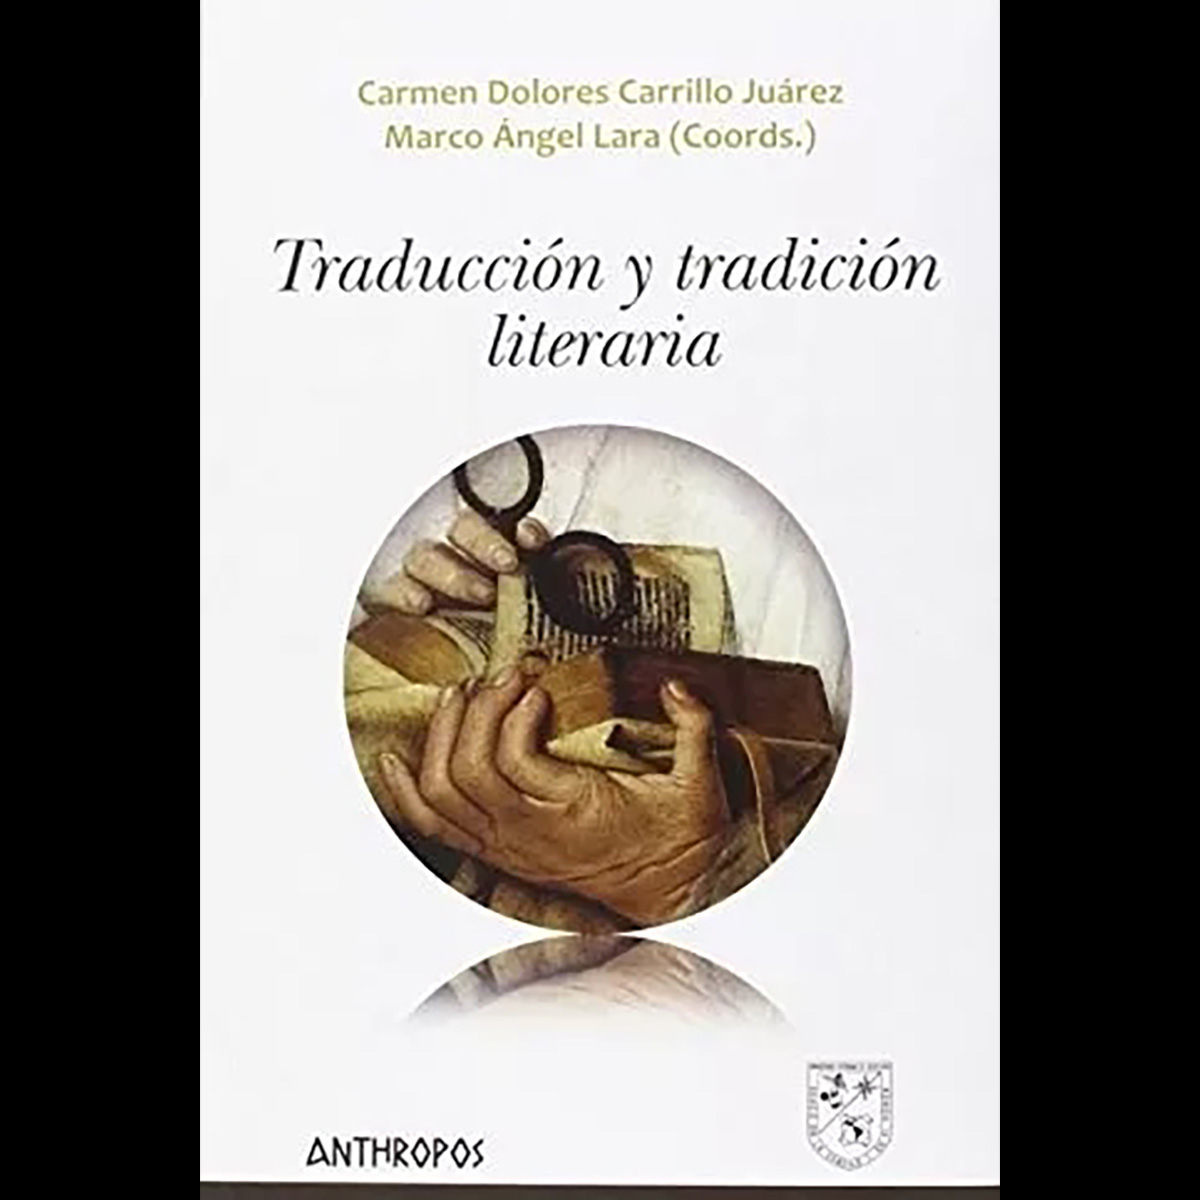 Carmen Dolores Carrillo Juárez
Marco Ángel Lara (Coords.)
Traducción y tradición
literaria
ANTHROPOS